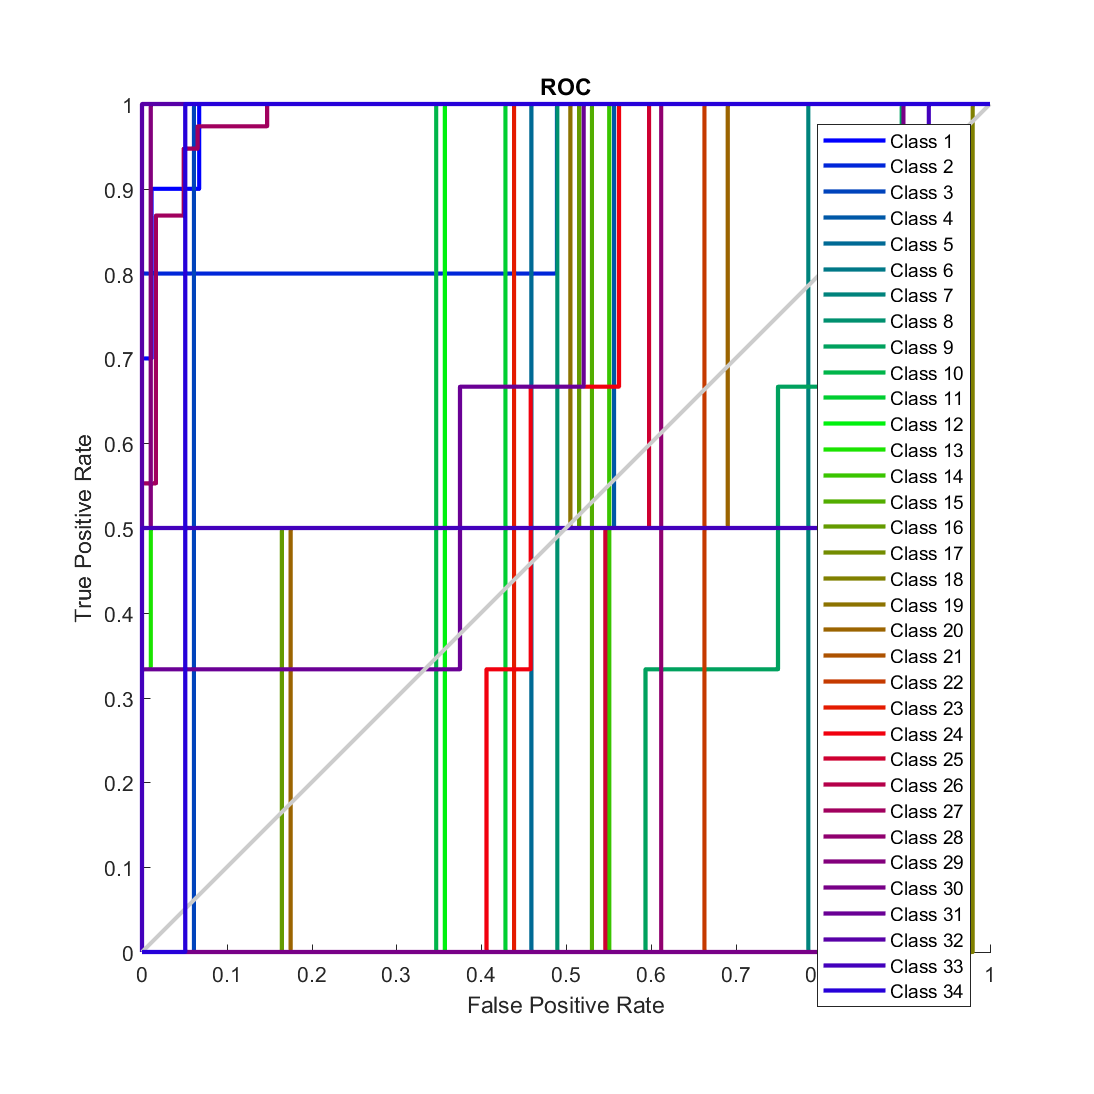 ROC
True Positive Rate
1
0.9
0.8
0.7
0.6
0.5
0.4
0.3
0.2
0.1
0
0 0.1 0.2 0.3 0.4 0.5 0.6 0.7 1
False Positive Rate
Class 1
Class 2
Class 3
Class 4
Class 5
Class 6
Class 7
Class 8
Class 9
Class 10
Class 11
Class 12
Class 13
Class 14
Class 15
Class 16
Class 17
Class 18
Class 19
Class 20
Class 21
Class 22
Class 23
Class 24
Class 25
Class 26
Class 27
Class 28
Class 29
Class 30
Class 31
Class 32
Class 33
Class 34